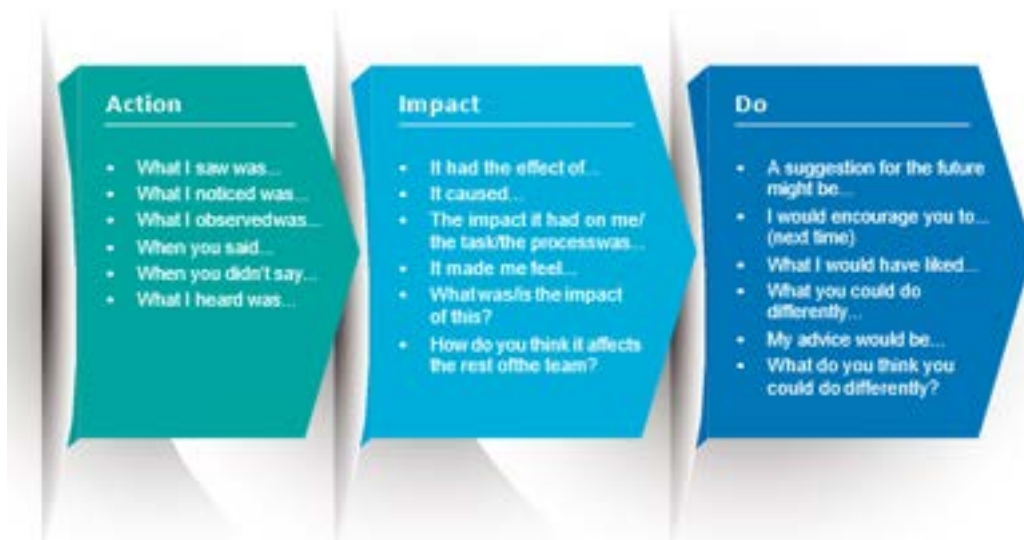 Action
What I saw was...
What I noticed was...
What I observedwas...
When you said...
When you didn't say...
What I heard was...
Impact
It had the effect of...
It caused...
The impact it had on me/
the task/the processwas...
It made me feel...
What was/is the impact
of this?
How do you think it affects
the rest ofthe team?
Do
A suggestion for the future
might be...
I would encourage you to...
(next time)
What I would have liked...
What you could do
differently...
My advice would be...
What do you think you
could do differently?